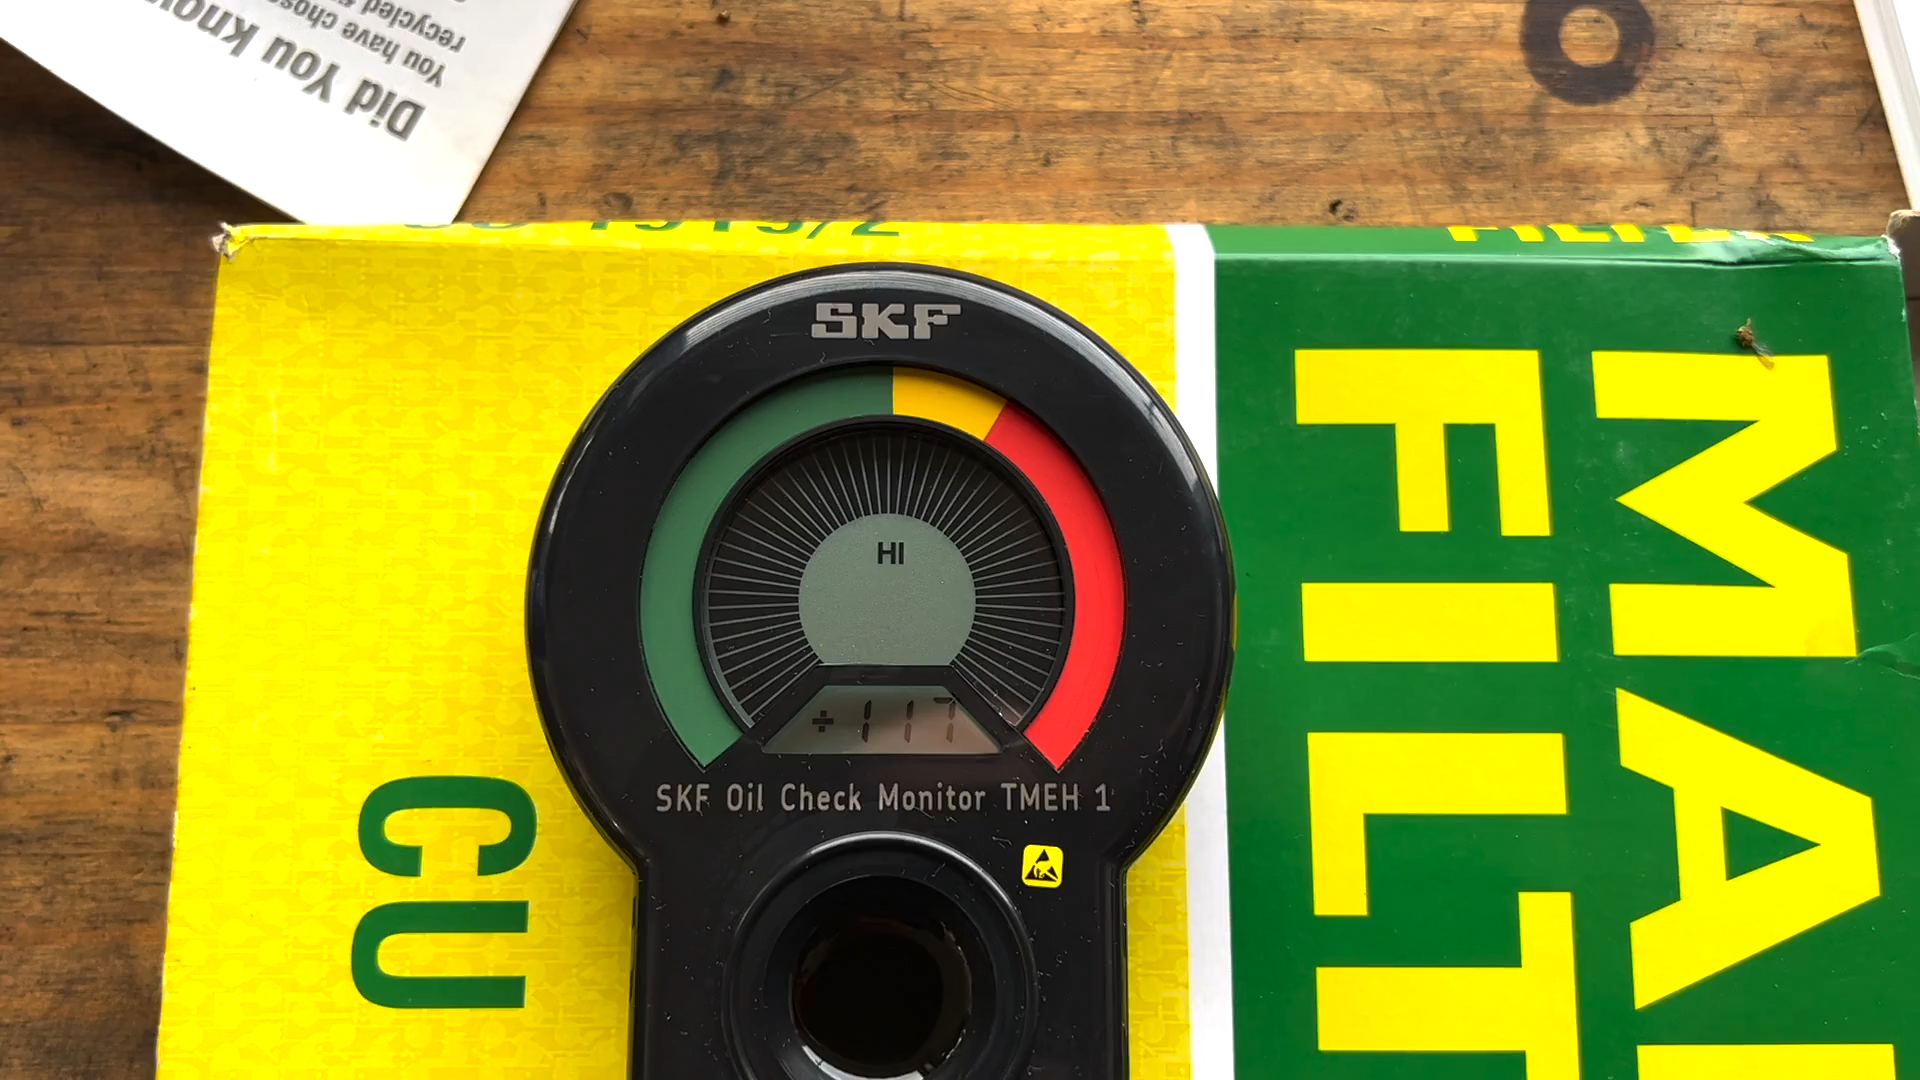 Did You Know
You have chose
recycled
SKF
HI
+117
SKF Oil Check Monitor TMEH 1
CU
MA
FILT
FILTER